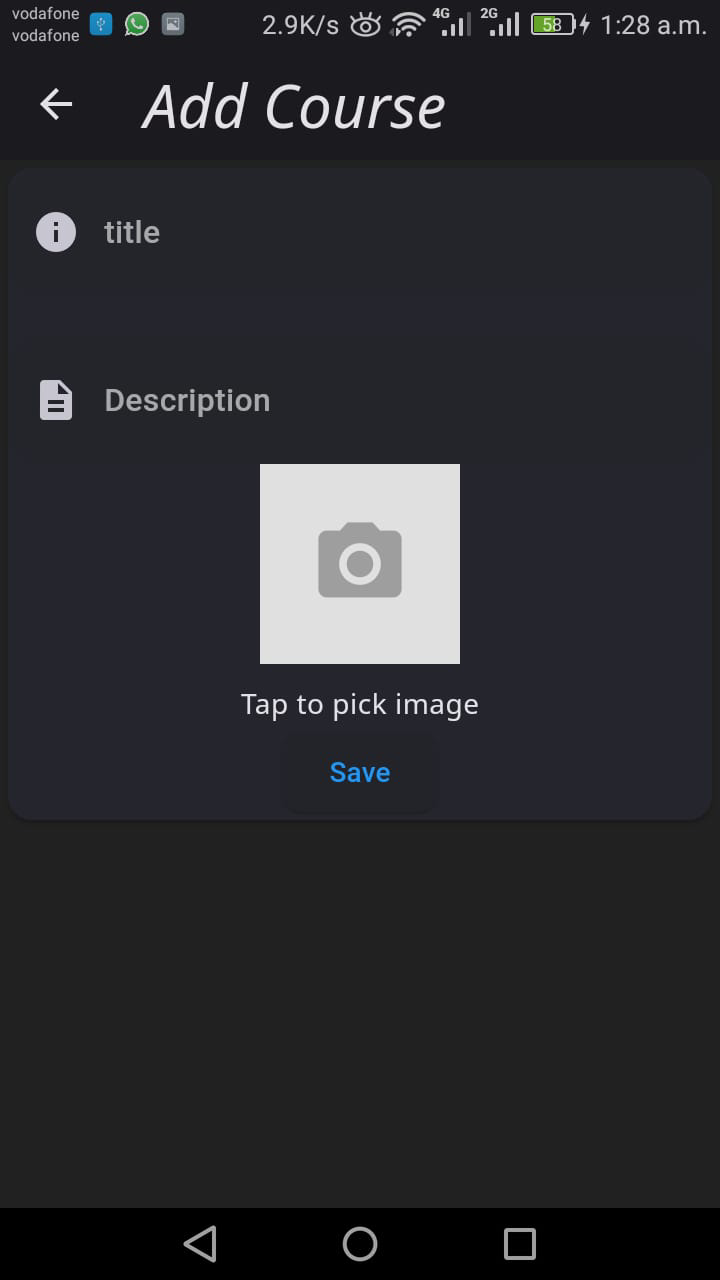 vodafone
vodafone
2.9K/s 4G 2G 58 1:28 a.m.
Add Course
title
Description
Tap to pick image
Save